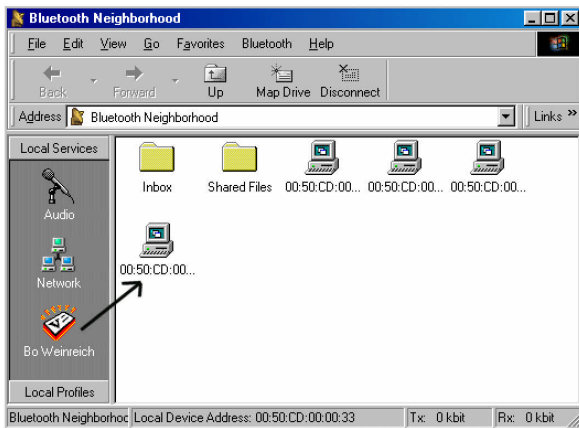 Bluetooth Neighborhood
File Edit View Go Favorites Bluetooth Help
Back Forward Up Map Drive Disconnect
Address Bluetooth Neighborhood Links »
Local Services
Audio
Network
Bo Weinreich
Local Profiles
Inbox Shared Files 00:50:CD:00... 00:50:CD:00... 00:50:CD:00...
00:50:CD:00...
Bluetooth Neighborhoo Local Device Address: 00:50:CD:00:00:33 Tx: 0 kbit Rx: 0 kbit